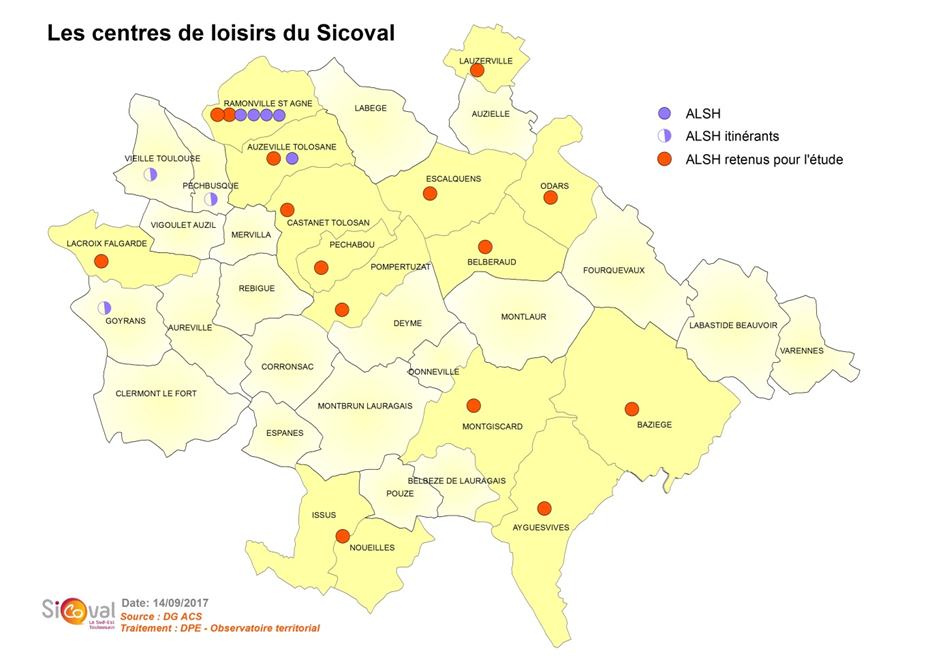 Les centres de loisirs du Sicoval
LAUZERVILLE
RAMONVILLE ST AGNE
LABEGE
AUZIELLE
ALSH
ALSH itinérants
ALSH retenus pour l'étude
AUZEVILLE TOLOSANE
VIEILLE TOULOUSE
PECHBUSQUE
ESCALQUENS
ODARS
CASTANET TOLOSAN
VIGOULET AUZIL
MERVILLA
LACROIX FALGARDE
PECHABOU
POMPERTUZAT
BELBERAUD
FOURQUEVAUX
REBIGUE
GOYRANS
AUREVILLE
DEYME
MONTLAUR
LABASTIDE BEAUVOIR
VARENNES
CORRONSAC
DONNEVILLE
CLERMONT LE FORT
MONTBRUN LAURAGAIS
ESPANES
MONTGISCARD
BAZIEGE
BELBEZE DE LAURAGAIS
POUZE
ISSUS
AYGUESVIVES
NOUEILLES
Sicoval
Le Sud-Est
Toulousain
Date: 14/09/2017
Source : DG ACS
Traitement : DPE - Observatoire territorial